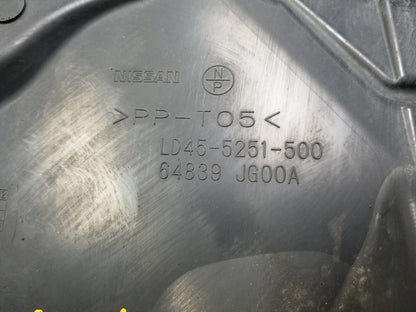 NISSAN N P
>PP-T05<
LD45-5251-500
64839 JG00A